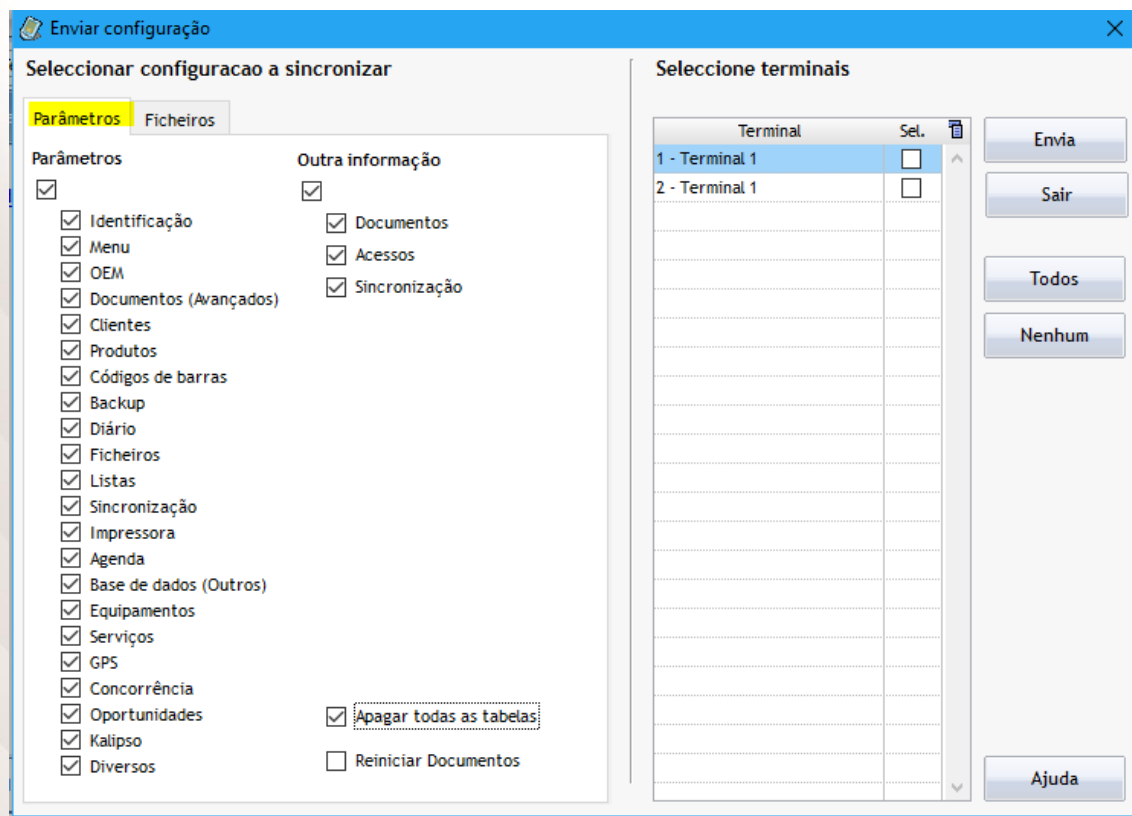 Enviar configuração
Seleccionar configuracao a sincronizar
Parâmetros
Ficheiros
Parâmetros
Identificação
Menu
OEM
Documentos (Avançados)
Clientes
Produtos
Códigos de barras
Backup
Diário
Ficheiros
Listas
Sincronização
Impressora
Agenda
Base de dados (Outros)
Equipamentos
Serviços
GPS
Concorrência
Oportunidades
Kalipso
Diversos
Outra informação
Documentos
Acessos
Sincronização
Apagar todas as tabelas
Reiniciar Documentos
Seleccione terminais
Terminal Sel.
1 - Terminal 1
2 - Terminal 1
Envia
Sair
Todos
Nenhum
Ajuda